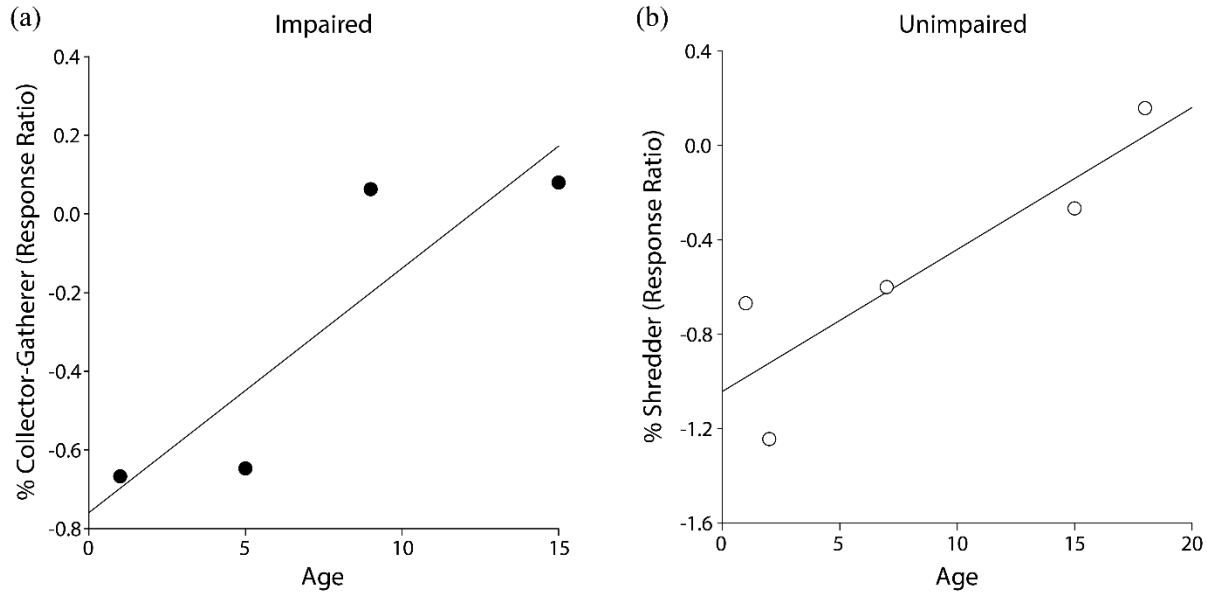 (a)
Impaired
% Collector-Gatherer (Response Ratio)
0.4
0.2
0.0
-0.2
-0.4
-0.6
-0.8
0
5
10
15
Age
(b)
Unimpaired
% Shredder (Response Ratio)
0.4
0.0
-0.4
-0.8
-1.2
-1.6
0
5
10
15
20
Age